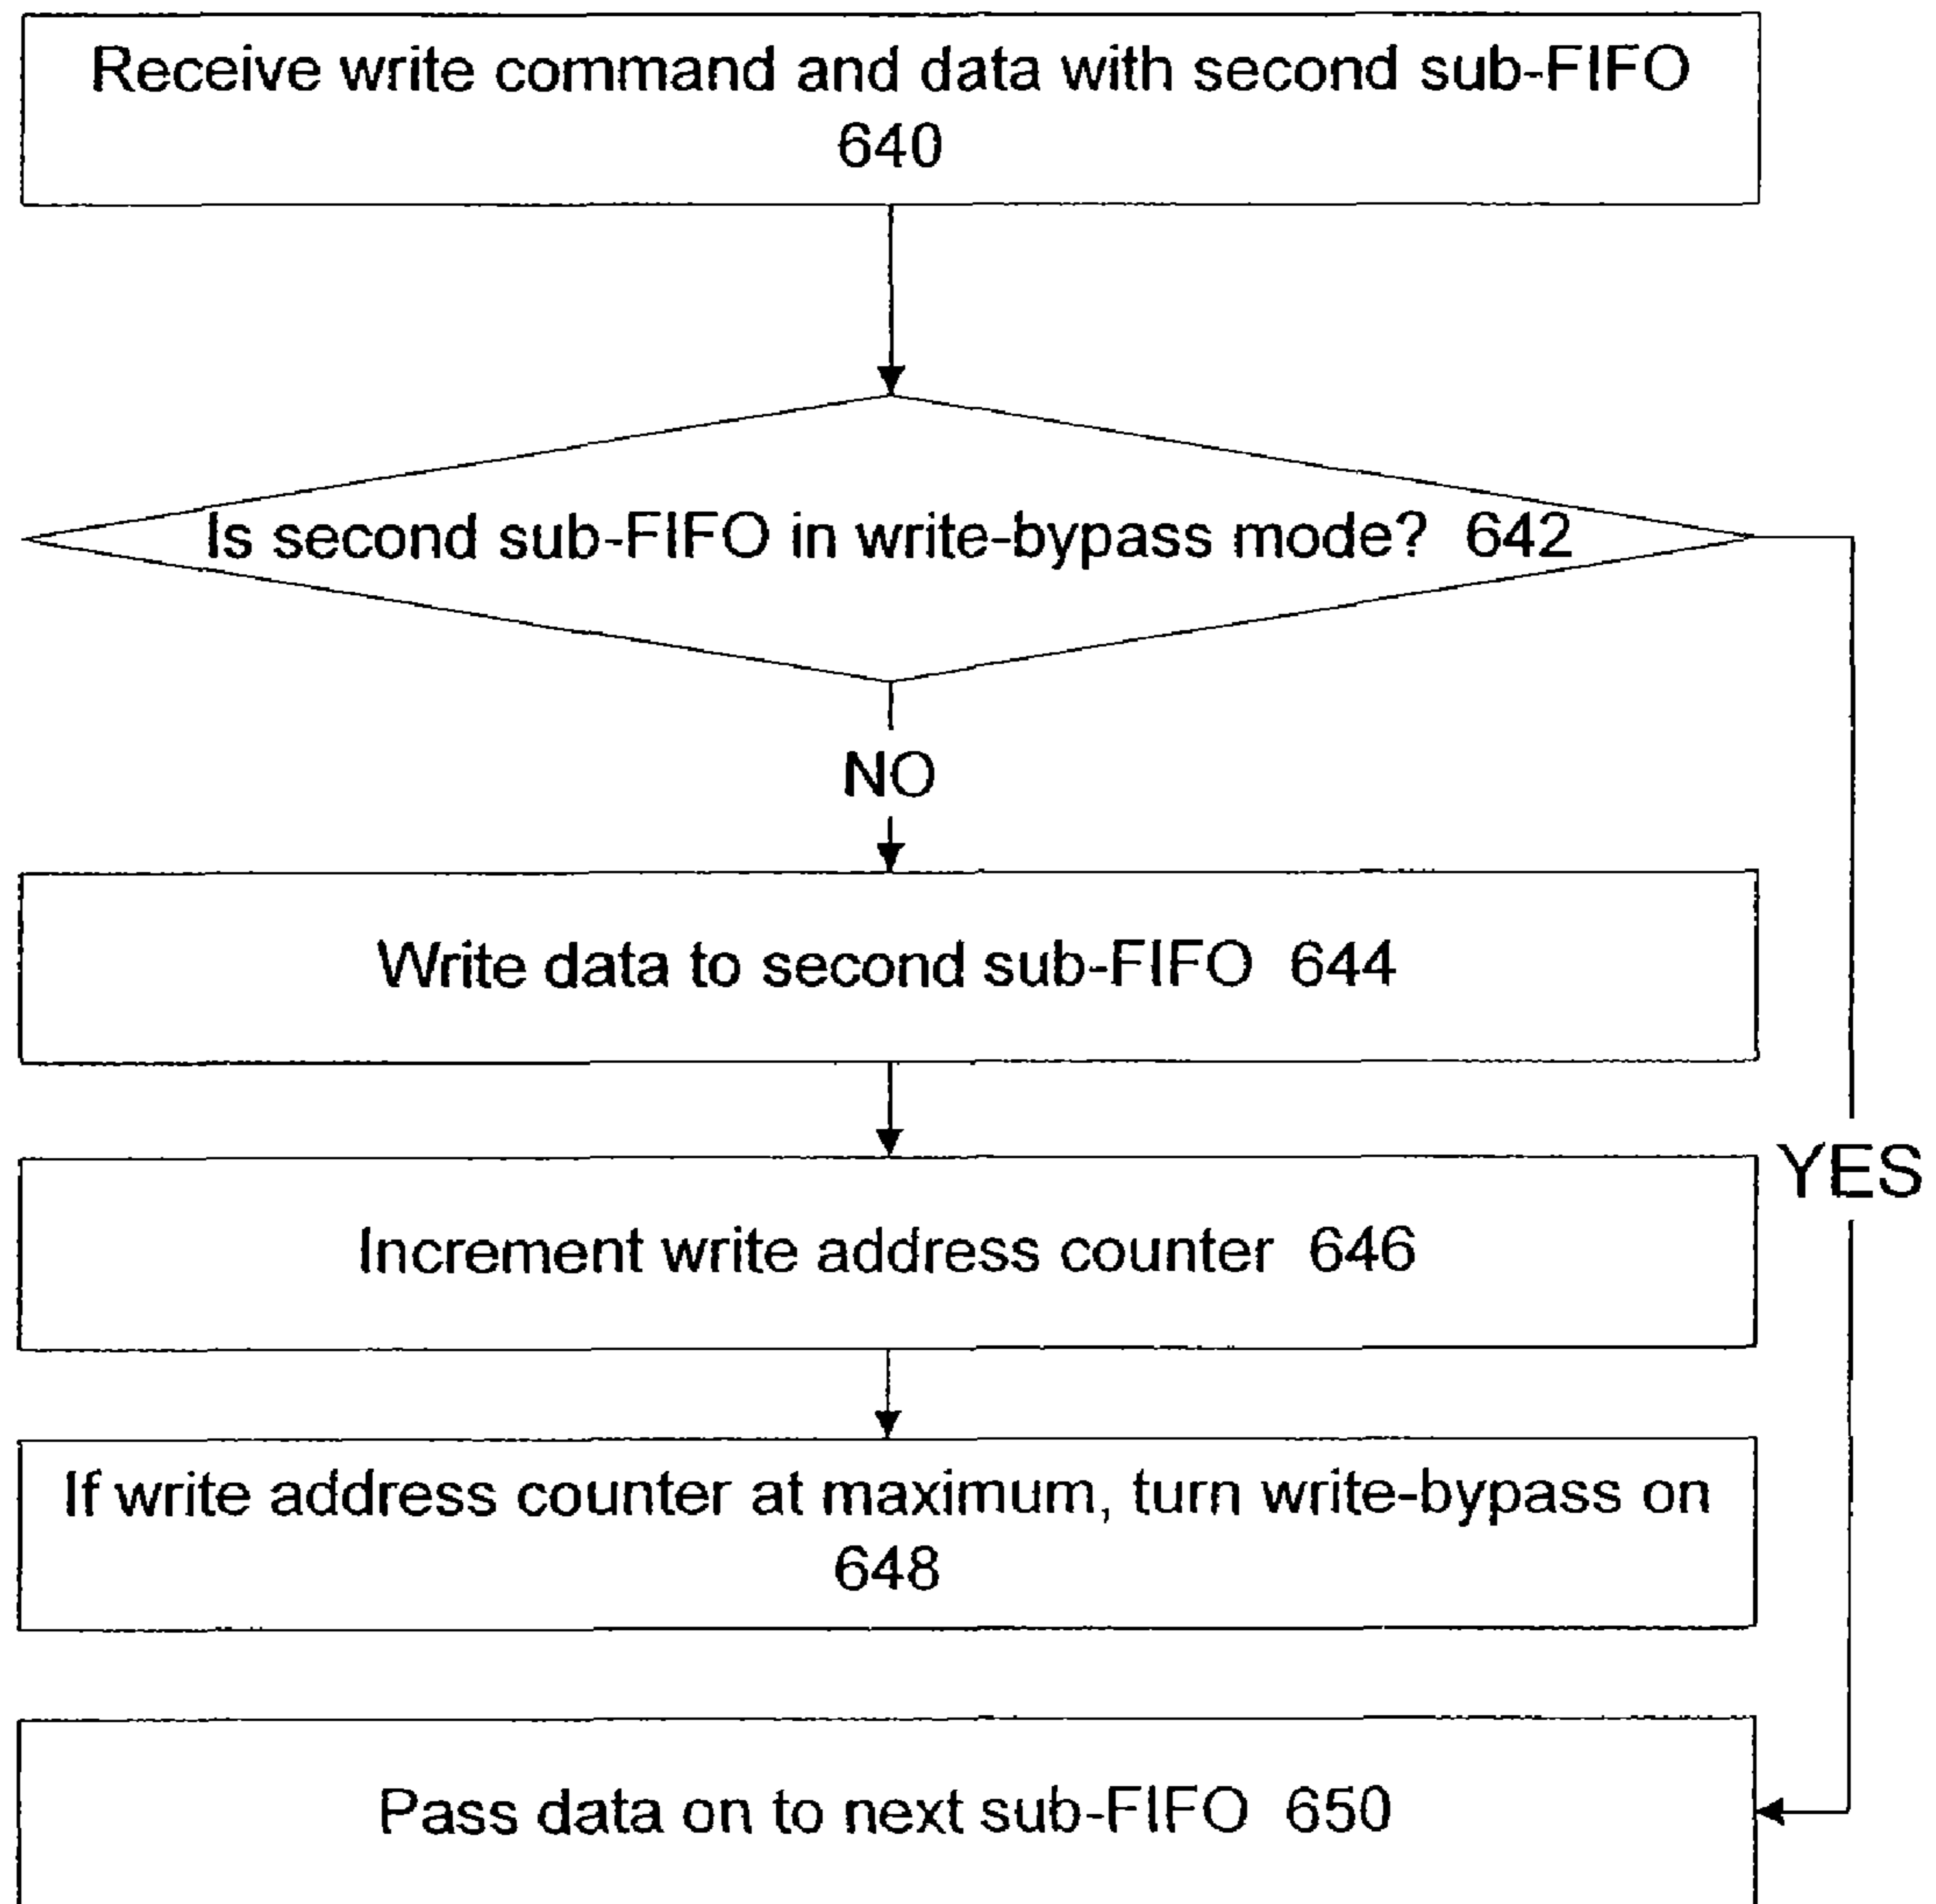 Receive write command and data with second sub-FIFO
640
Is second sub-FIFO in write-bypass mode? 642
NO
Write data to second sub-FIFO 644
YES
Increment write address counter 646
If write address counter at maximum, turn write-bypass on
648
Pass data on to next sub-FIFO 650